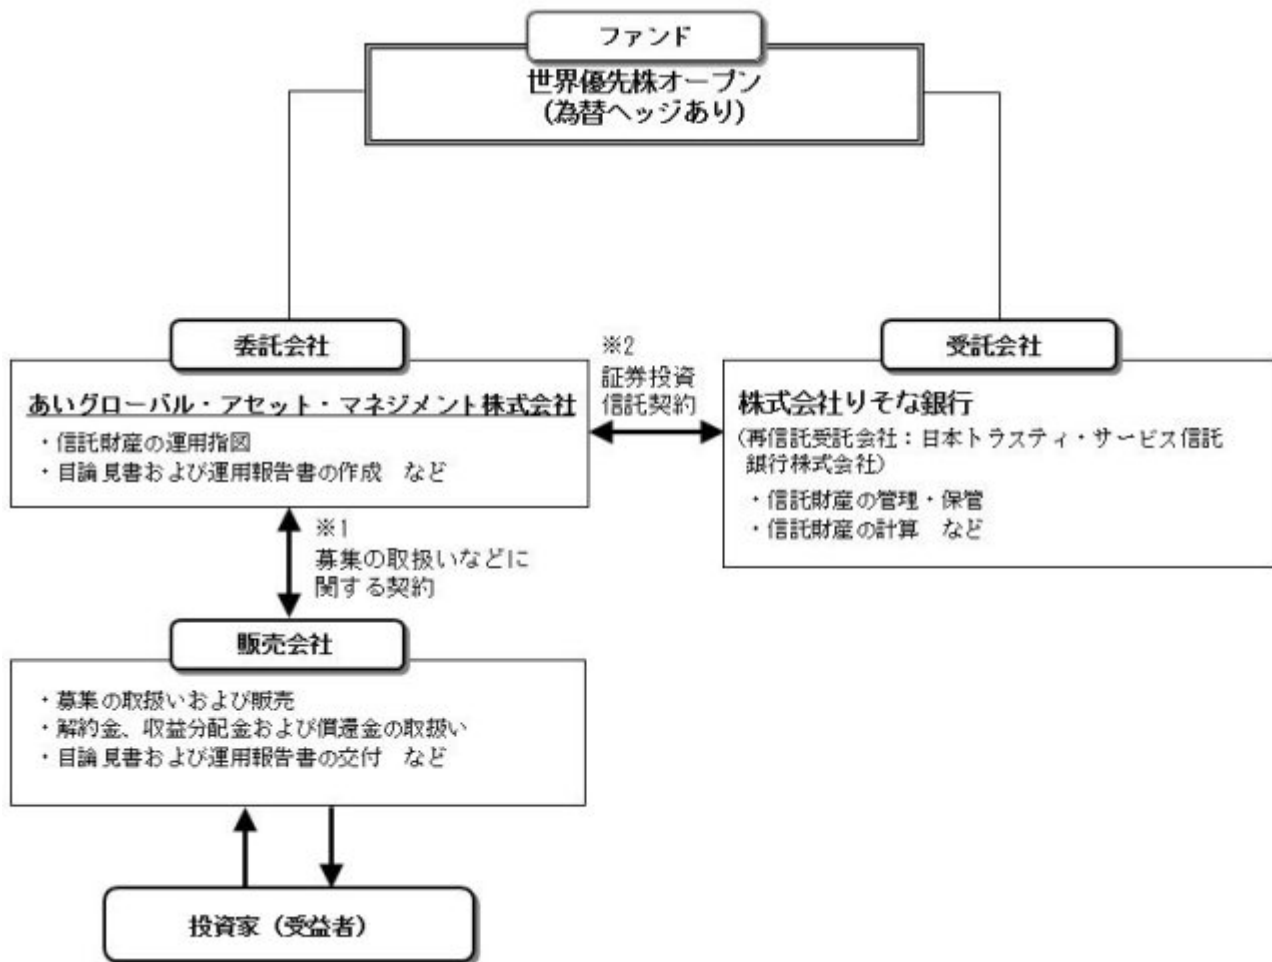 ファンド
世界優先株オープン
(為替ヘッジあり)
委託会社
あいグローバル・アセット・マネジメント株式会社
・信託財産の運用指図
・目論見書および運用報告書の作成　など
※2
証券投資
信託契約
受託会社
株式会社りそな銀行
(再信託受託会社：日本トラスティ・サービス信託
銀行株式会社)
・信託財産の管理・保管
・信託財産の計算　など
※1
募集の取扱いなどに
関する契約
販売会社
・募集の取扱いおよび販売
・解約金、収益分配金および償還金の取扱い
・目論見書および運用報告書の交付　など
投資家（受益者）